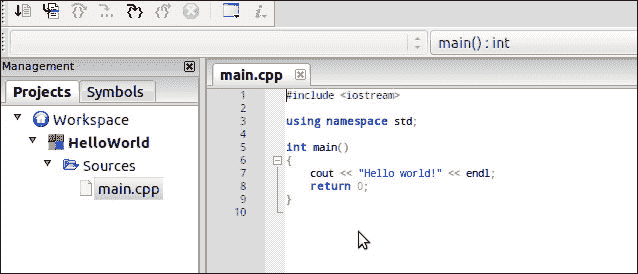 main() : int
Management
Projects Symbols
Workspace
HelloWorld
Sources
main.cpp
main.cpp
1 #include <iostream>
2
3 using namespace std;
4
5 int main()
6 {
7 cout << "Hello world!" << endl;
8 return 0;
9 }
10